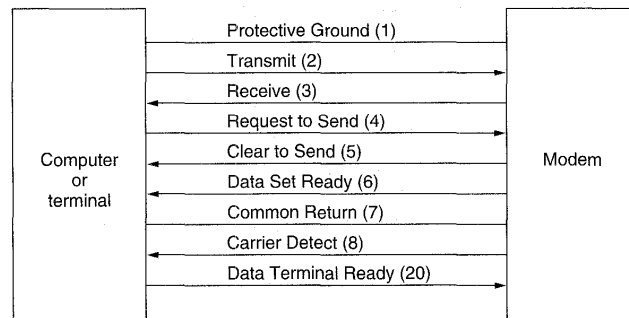 Protective Ground (1)
Transmit (2)
Receive (3)
Request to Send (4)
Clear to Send (5)
Data Set Ready (6)
Common Return (7)
Carrier Detect (8)
Data Terminal Ready (20)
Computer
or
terminal
Modem